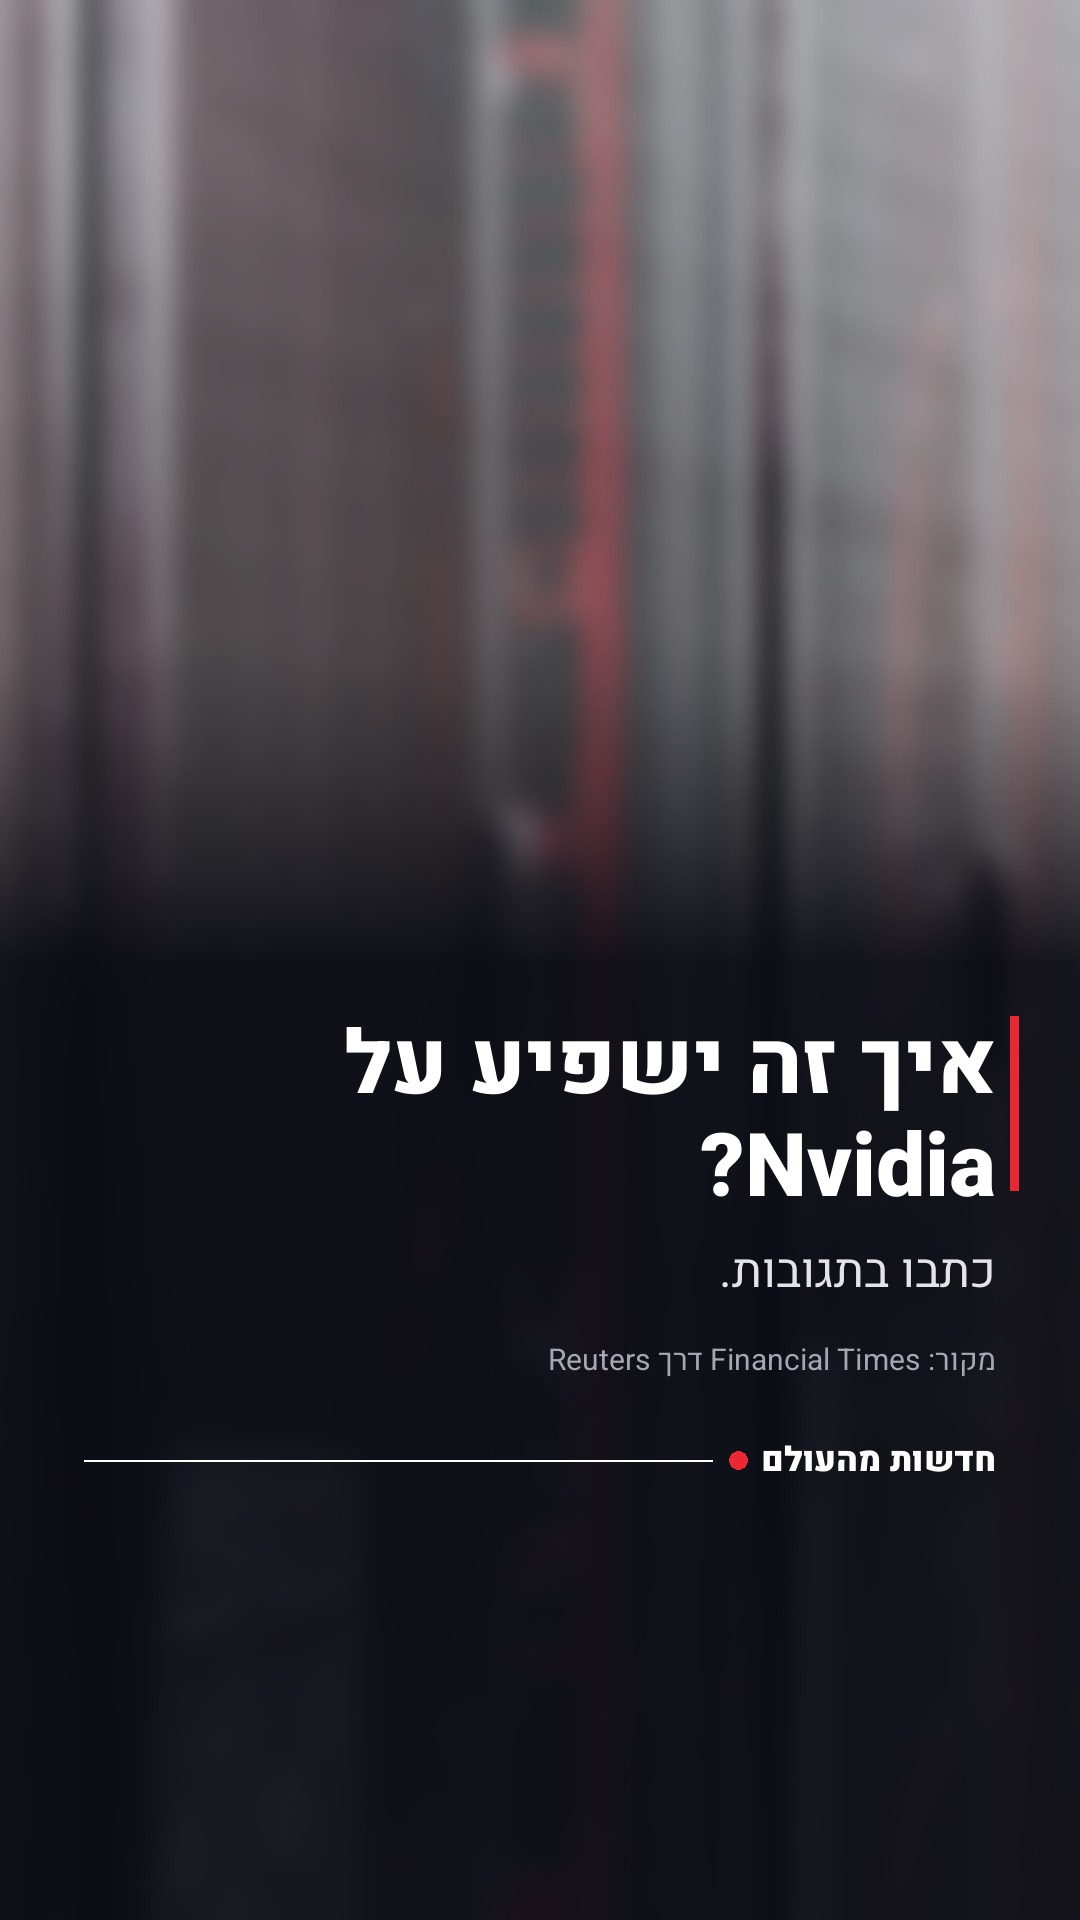 איך זה ישפיע על
Nvidia?
כתבו בתגובות.
מקור: Financial Times דרך Reuters
חדשות מהעולם